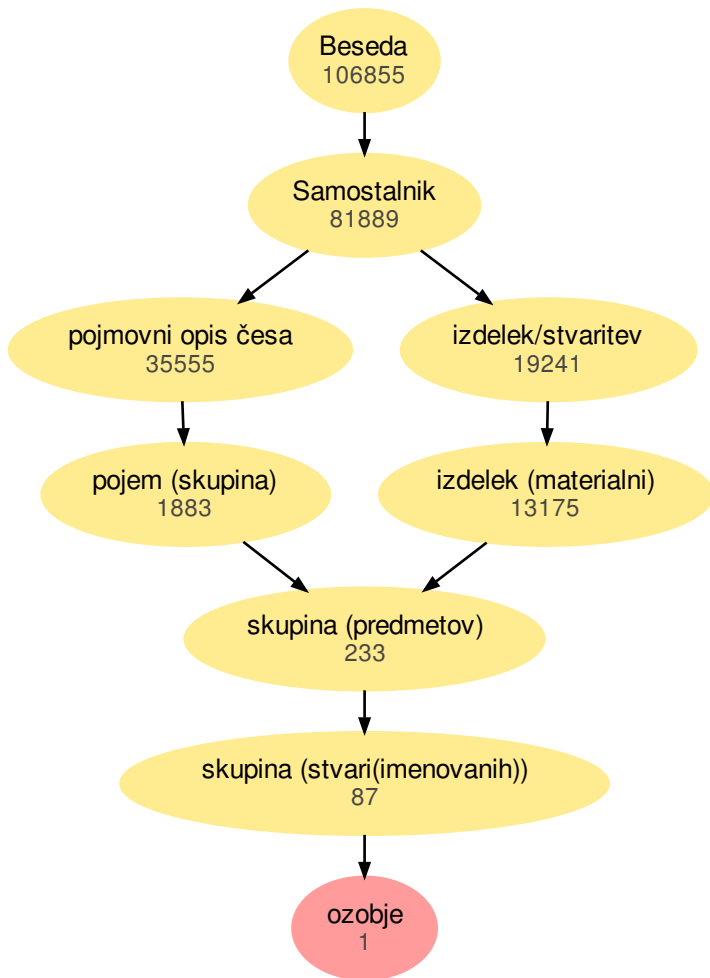 Beseda
106855
Samostalnik
81889
pojmovni opis česa
35555
izdelek/stvaritev
19241
pojem (skupina)
1883
izdelek (materialni)
13175
skupina (predmetov)
233
skupina (stvari(imenovanih))
87
ozobje
1